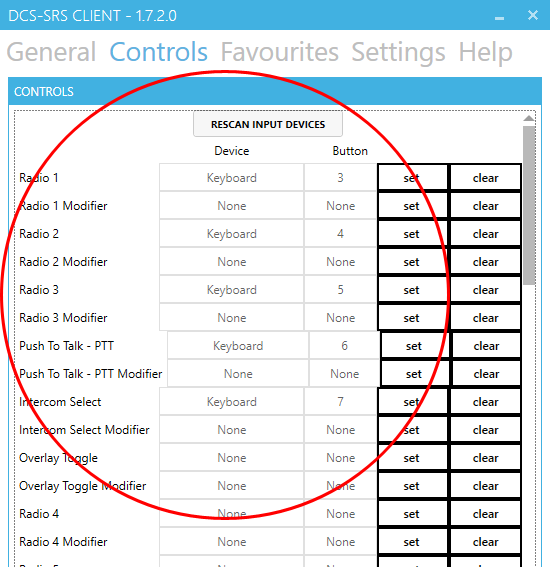 DCS-SRS CLIENT - 1.7.2.0
General Controls Favourites Settings Help
CONTROLS
RESCAN INPUT DEVICES
Device Button
Radio 1 Keyboard 3 set clear
Radio 1 Modifier None None set clear
Radio 2 Keyboard 4 set clear
Radio 2 Modifier None None set clear
Radio 3 Keyboard 5 set clear
Radio 3 Modifier None None set clear
Push To Talk - PTT Keyboard 6 set clear
Push To Talk - PTT Modifier None None set clear
Intercom Select Keyboard 7 set clear
Intercom Select Modifier None None set clear
Overlay Toggle None None set clear
Overlay Toggle Modifier None None set clear
Radio 4 None None set clear
Radio 4 Modifier None None set clear